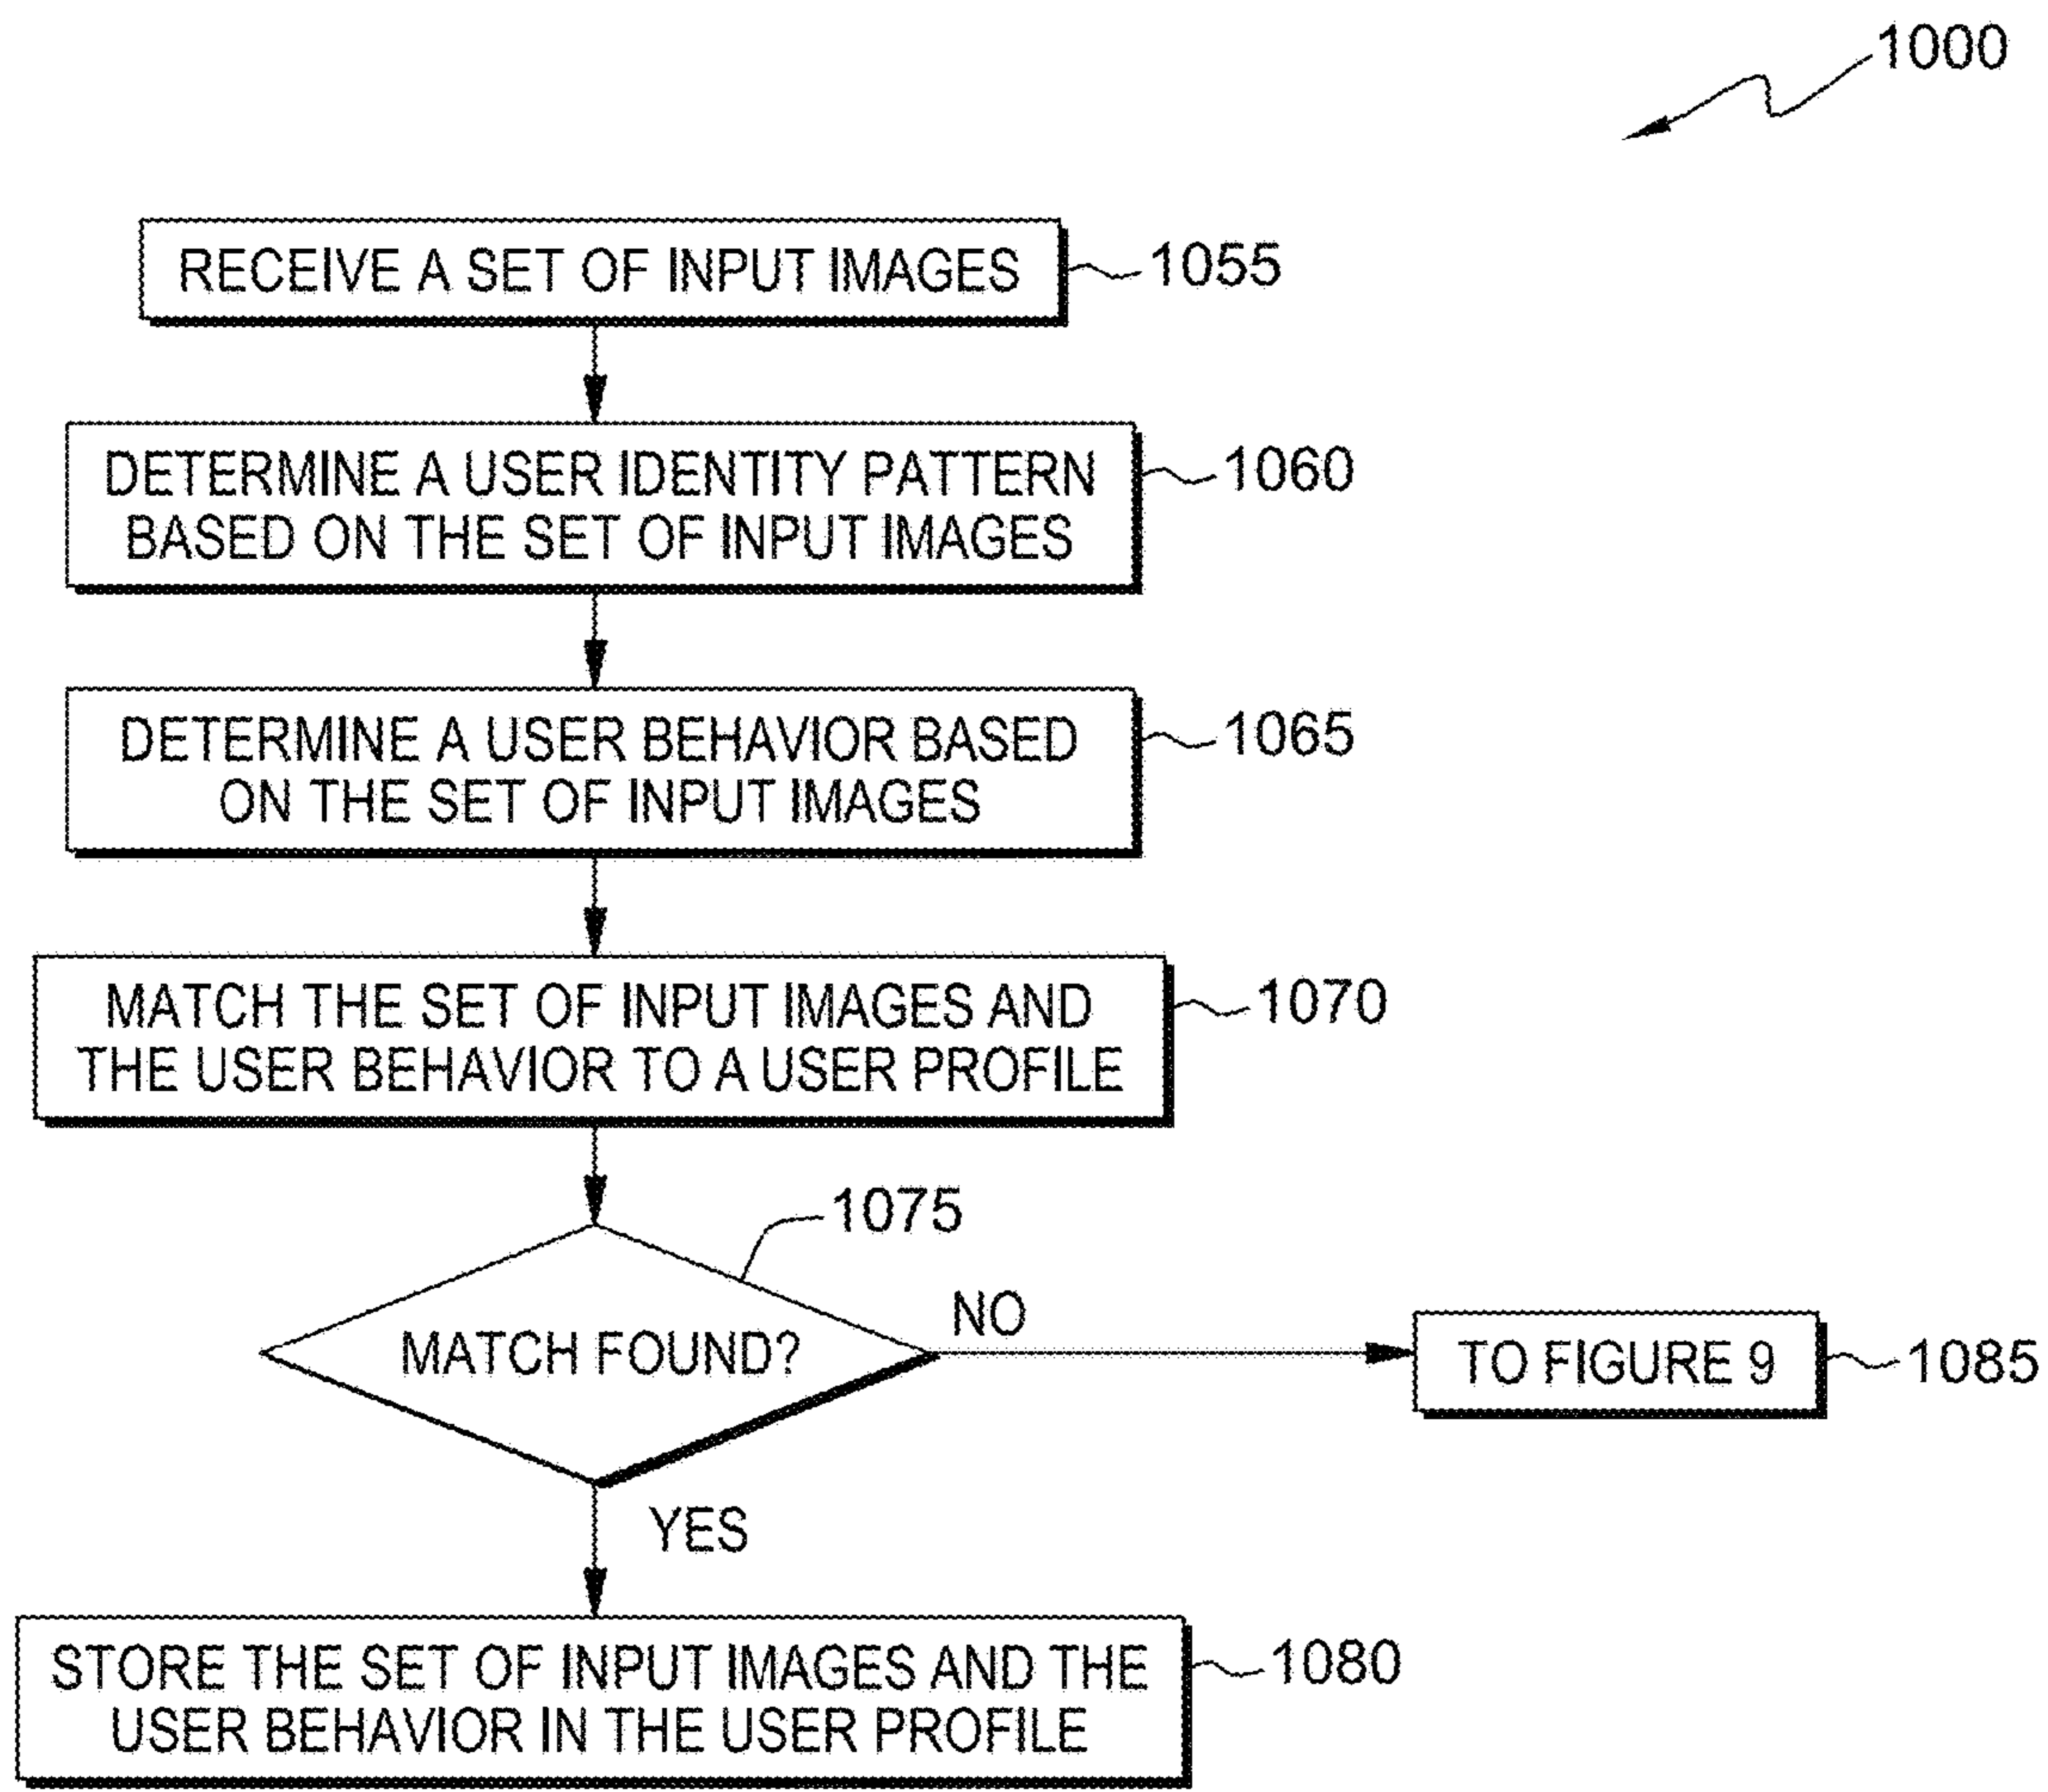 1000
RECEIVE A SET OF INPUT IMAGES
1055
DETERMINE A USER IDENTITY PATTERN
BASED ON THE SET OF INPUT IMAGES
1060
DETERMINE A USER BEHAVIOR BASED
ON THE SET OF INPUT IMAGES
1065
MATCH THE SET OF INPUT IMAGES AND
THE USER BEHAVIOR TO A USER PROFILE
1070
1075
MATCH FOUND?
NO
TO FIGURE 9
1085
YES
STORE THE SET OF INPUT IMAGES AND THE
USER BEHAVIOR IN THE USER PROFILE
1080